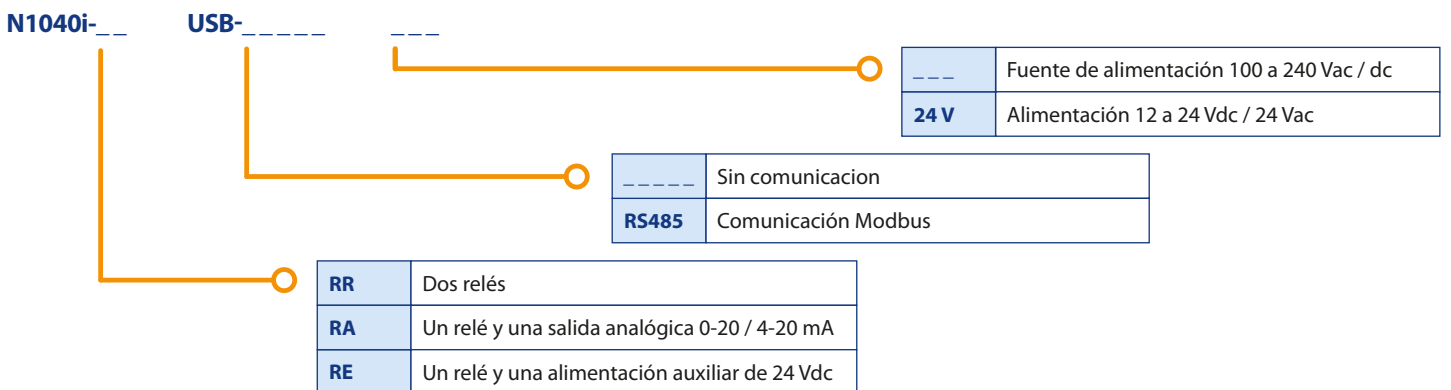 N1040i-_ _ USB-_ _ _ _ _ _ _ _
_ _ _ Fuente de alimentación 100 a 240 Vac / dc
24 V Alimentación 12 a 24 Vdc / 24 Vac
_ _ _ _ _ Sin comunicacion
RS485 Comunicación Modbus
RR Dos relés
RA Un relé y una salida analógica 0-20 / 4-20 mA
RE Un relé y una alimentación auxiliar de 24 Vdc